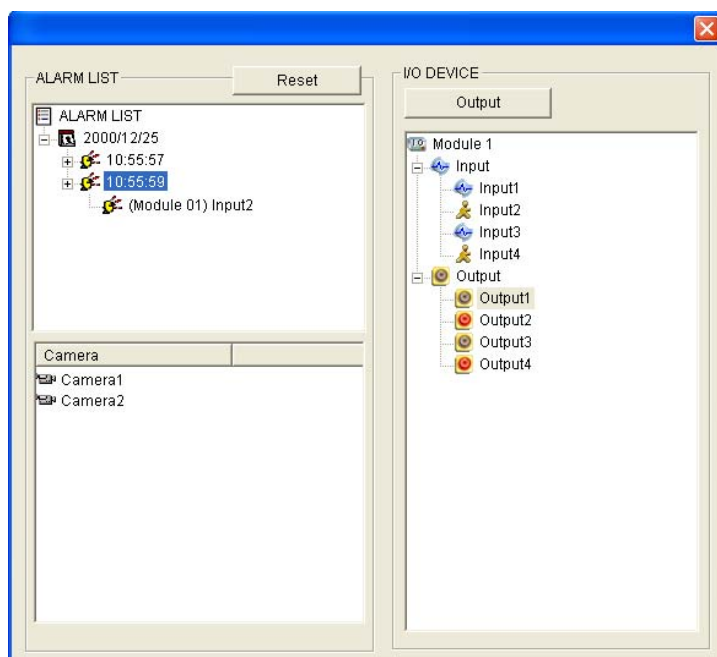 ALARM LIST
Reset
ALARM LIST
2000/12/25
10:55:57
10:55:59
(Module 01) Input2
Camera
Camera1
Camera2
I/O DEVICE
Output
Module 1
Input
Input1
Input2
Input3
Input4
Output
Output1
Output2
Output3
Output4